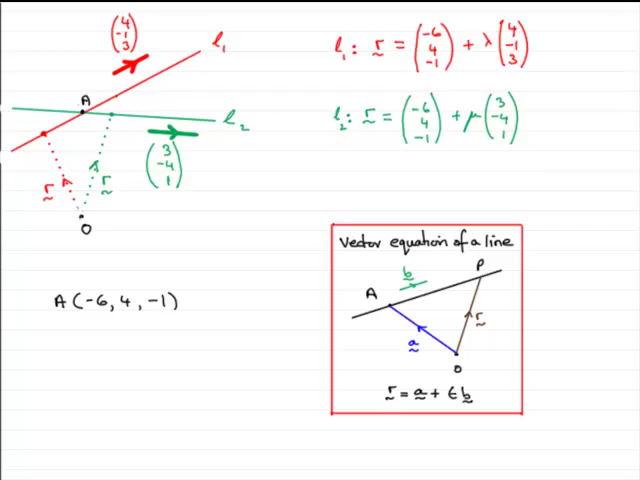 (4 -1 3)
l₁
A
l₂
(3 -4 1)
r r
O
A (-6, 4, -1)
l₁: r = (-6 4 -1) + λ (4 -1 3)
l₂: r = (-6 4 -1) + μ (3 -4 1)
Vector equation of a line
b P
A
a r
O
r = a + t b